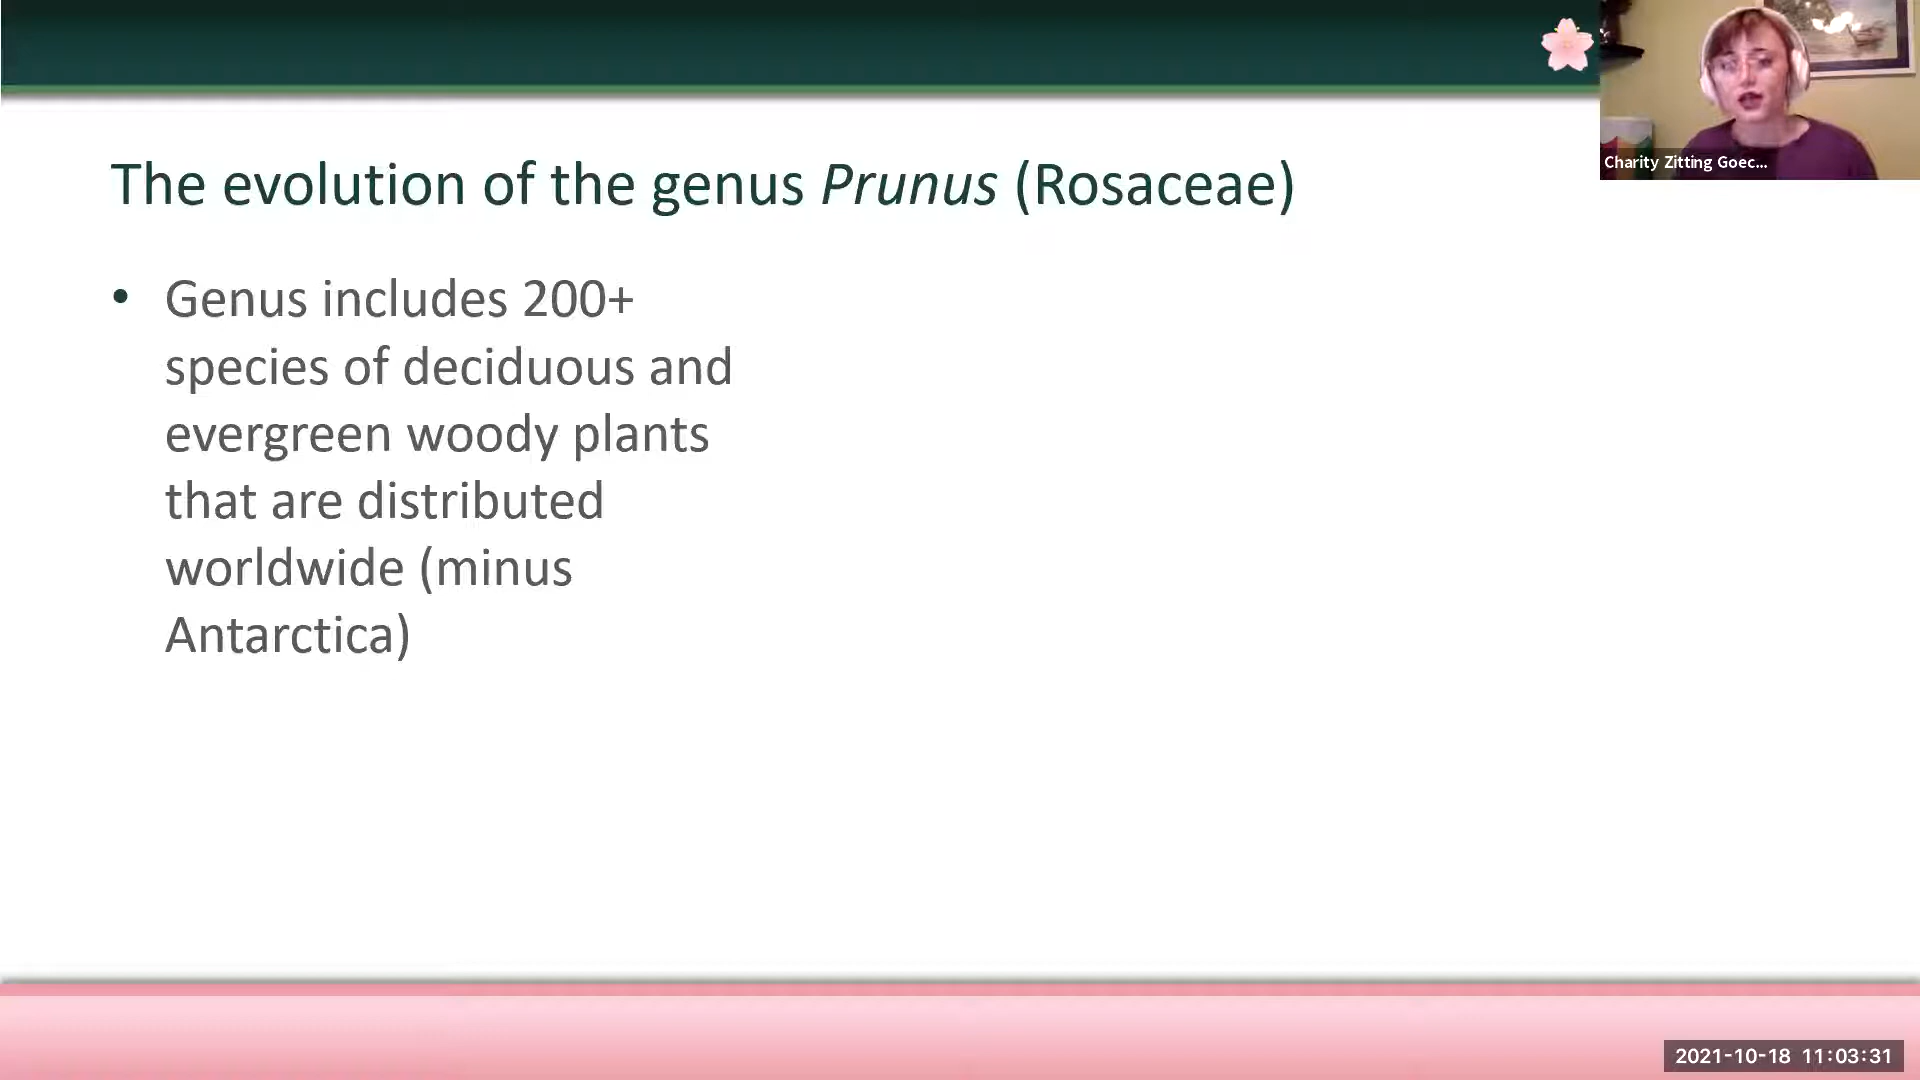 The evolution of the genus Prunus (Rosaceae)
• Genus includes 200+
species of deciduous and
evergreen woody plants
that are distributed
worldwide (minus
Antarctica)
Charity Zitting Goec...
2021-10-18 11:03:31